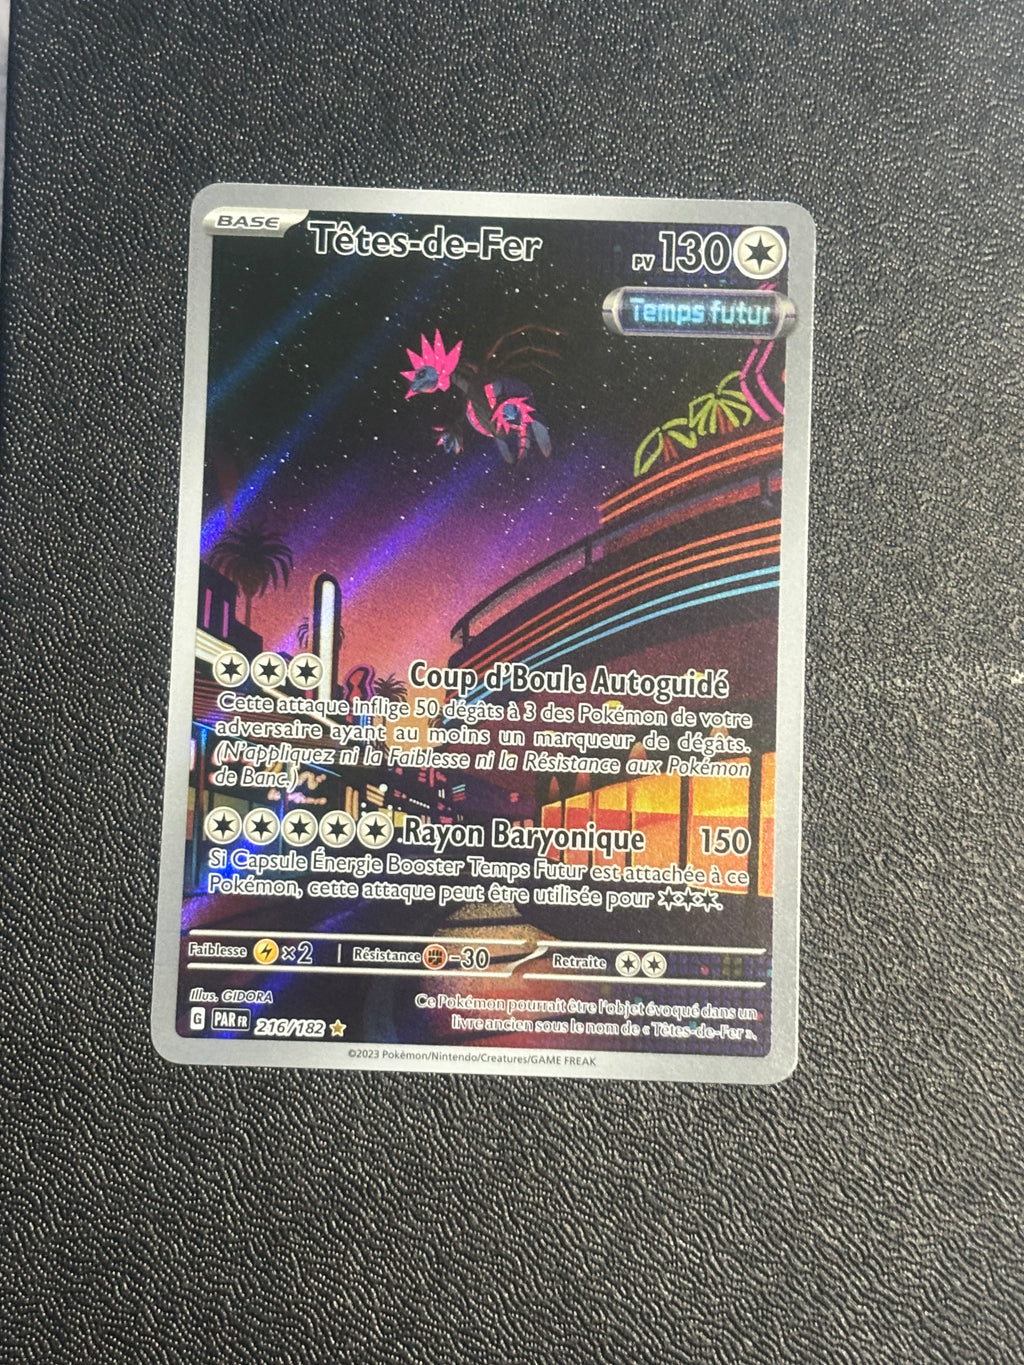 BASE
Têtes-de-Fer
PV 130
Temps futur
Coup d'Boule Autoguidé
Cette attaque inflige 50 dégâts à 3 des Pokémon de votre
adversaire ayant au moins un marqueur de dégâts.
(N'appliquez ni la Faiblesse ni la Résistance aux Pokémon
de Banc.)
Rayon Baryonique 150
Si Capsule Énergie Booster Temps Futur est attachée à ce
Pokémon, cette attaque peut être utilisée pour ✶✶✶.
Faiblesse ×2 Résistance -30 Retraite
Illus. GIDORA
Ce Pokémon pourrait être l'objet évoqué dans un
livre ancien sous le nom de « Têtes-de-Fer ».
G PAR FR 216/182 ★
©2023 Pokémon/Nintendo/Creatures/GAME FREAK